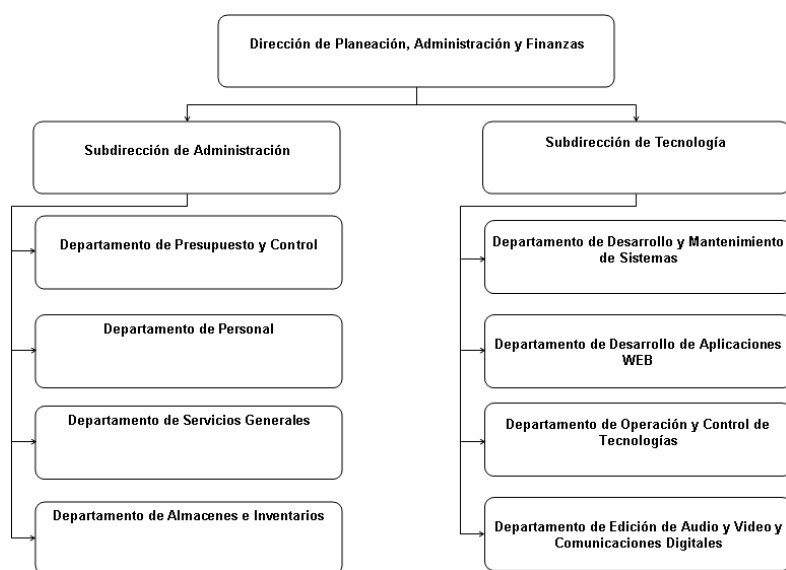 Dirección de Planeación, Administración y Finanzas
Subdirección de Administración
Departamento de Presupuesto y Control
Departamento de Personal
Departamento de Servicios Generales
Departamento de Almacenes e Inventarios
Subdirección de Tecnología
Departamento de Desarrollo y Mantenimiento
de Sistemas
Departamento de Desarrollo de Aplicaciones
WEB
Departamento de Operación y Control de
Tecnologías
Departamento de Edición de Audio y Video y
Comunicaciones Digitales